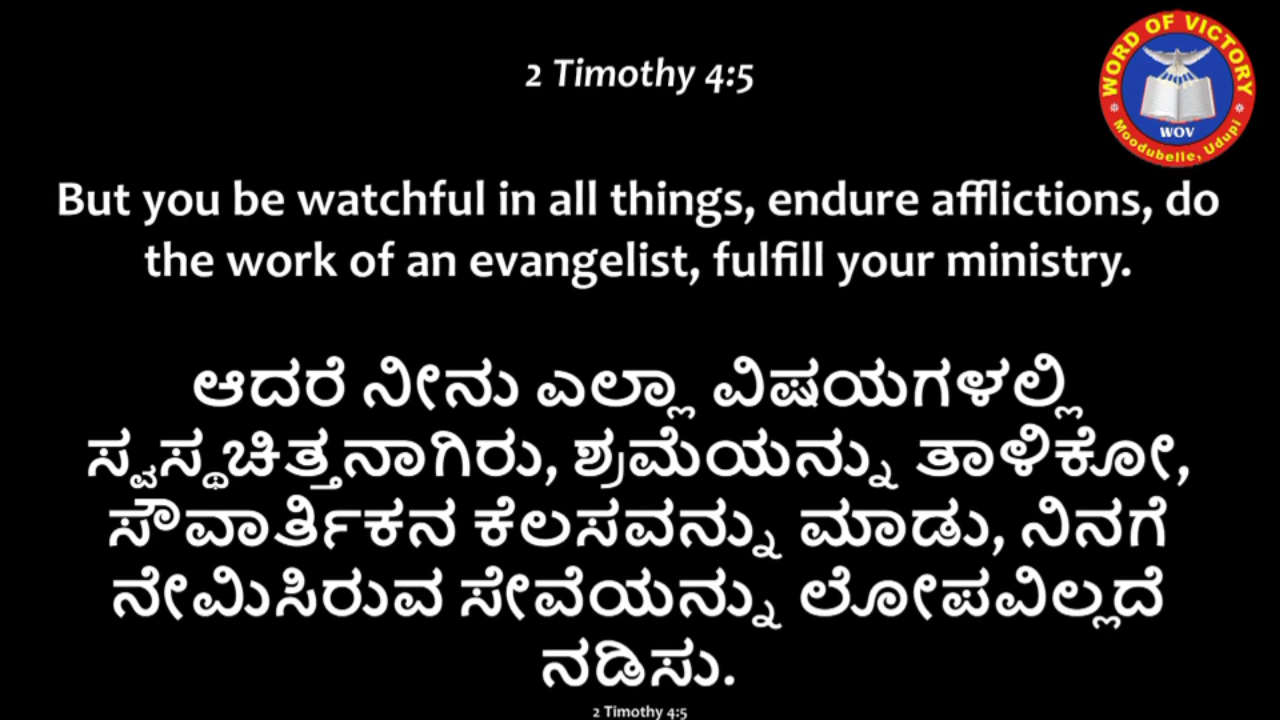 2 Timothy 4:5
WORD OF VICTORY
WOV
Moodubelle, Udupi
But you be watchful in all things, endure afflictions, do
the work of an evangelist, fulfill your ministry.
ಆದರೆ ನೀನು ಎಲ್ಲಾ ವಿಷಯಗಳಲ್ಲಿ
ಸ್ವಸ್ಥಚಿತ್ತನಾಗಿರು, ಶ್ರಮೆಯನ್ನು ತಾಳಿಕೋ,
ಸೌವಾರ್ತಿಕನ ಕೆಲಸವನ್ನು ಮಾಡು, ನಿನಗೆ
ನೇಮಿಸಿರುವ ಸೇವೆಯನ್ನು ಲೋಪವಿಲ್ಲದೆ
ನಡಿಸು.
2 Timothy 4:5